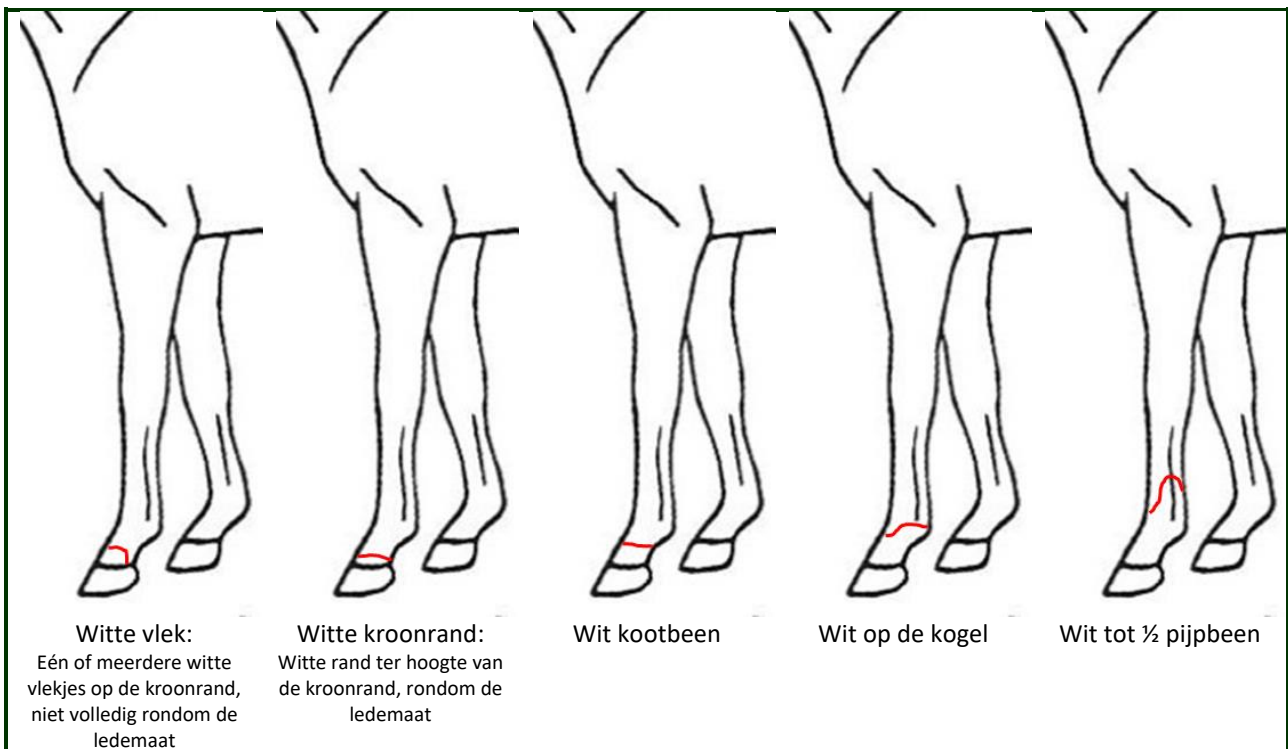 Witte vlek:
Eén of meerdere witte
vlekjes op de kroonrand,
niet volledig rondom de
ledemaat
Witte kroonrand:
Witte rand ter hoogte van
de kroonrand, rondom de
ledemaat
Wit kootbeen
Wit op de kogel
Wit tot ½ pijpbeen